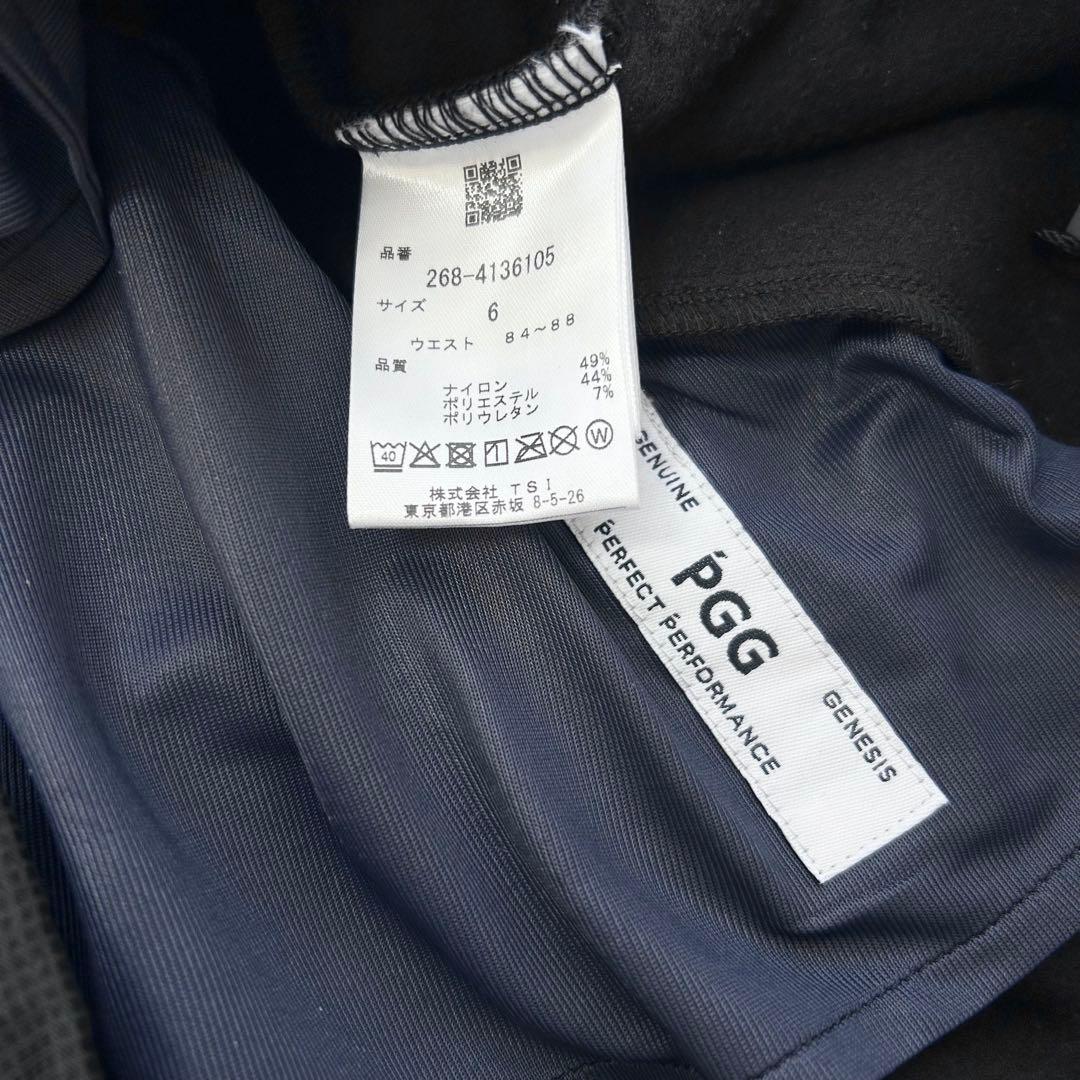 品番
268-4136105
サイズ 6
ウエスト 84～88
品質
ナイロン 49%
ポリエステル 44%
ポリウレタン 7%
40
W
株式会社 TSI
東京都港区赤坂 8-5-26
GENUINE
PGG
PERFECT PERFORMANCE
GENESIS